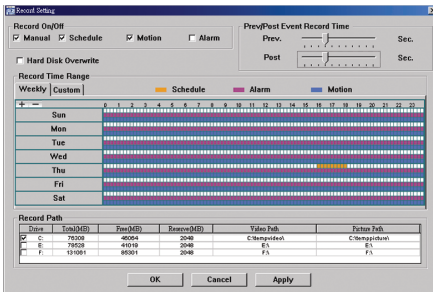 Record Setting
Record On/Off
Manual Schedule Motion Alarm
Prev/Post Event Record Time
Prev. Sec.
Post Sec.
Hard Disk Overwrite
Record Time Range
Weekly Custom
Schedule Alarm Motion
+ − 0 1 2 3 4 5 6 7 8 9 10 11 12 13 14 15 16 17 18 19 20 21 22 23
Sun
Mon
Tue
Wed
Thu
Fri
Sat
Record Path
Drive Total(MB) Free(MB) Reserve(MB) Video Path Picture Path
C: 76308 46064 2048 C:\tempvideo\ C:\temppicture\
E: 78528 41019 2048 E:\ E:\
F: 131061 85301 2048 F:\ F:\
OK Cancel Apply